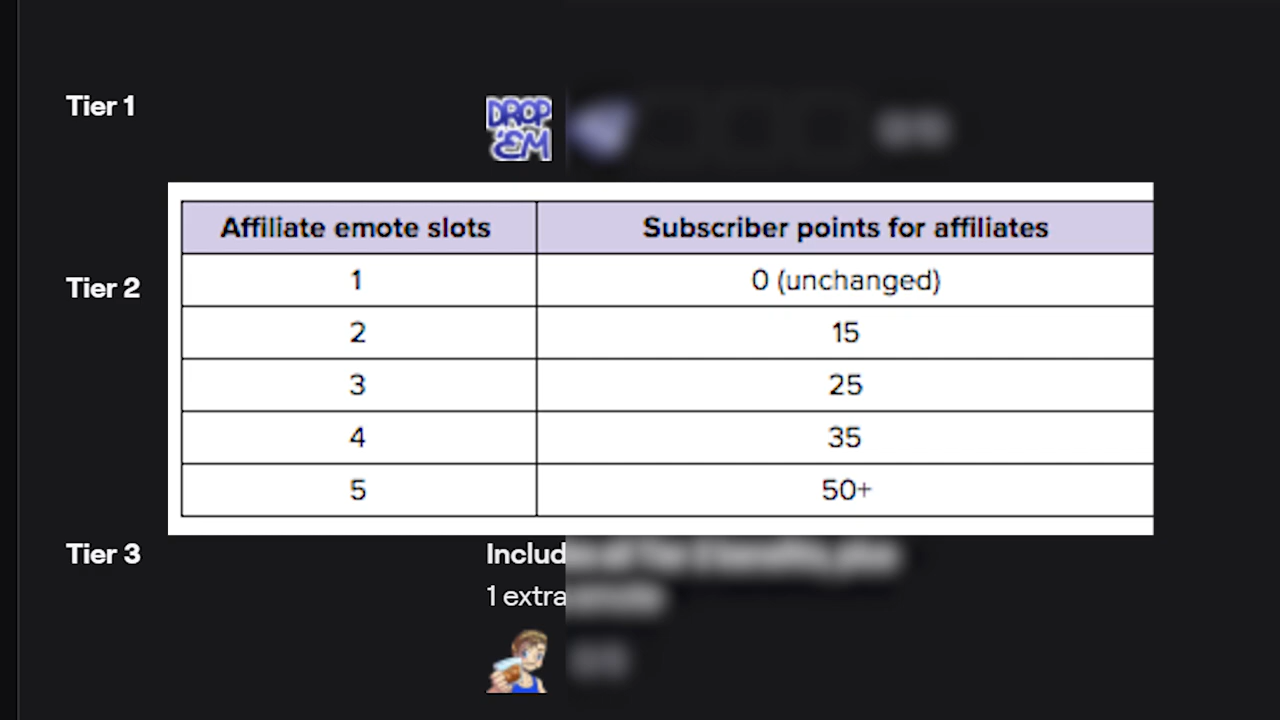 Tier 1
DROP
'EM
Affiliate emote slots Subscriber points for affiliates
1 0 (unchanged)
Tier 2
2 15
3 25
4 35
5 50+
Tier 3
Includ
1 extra